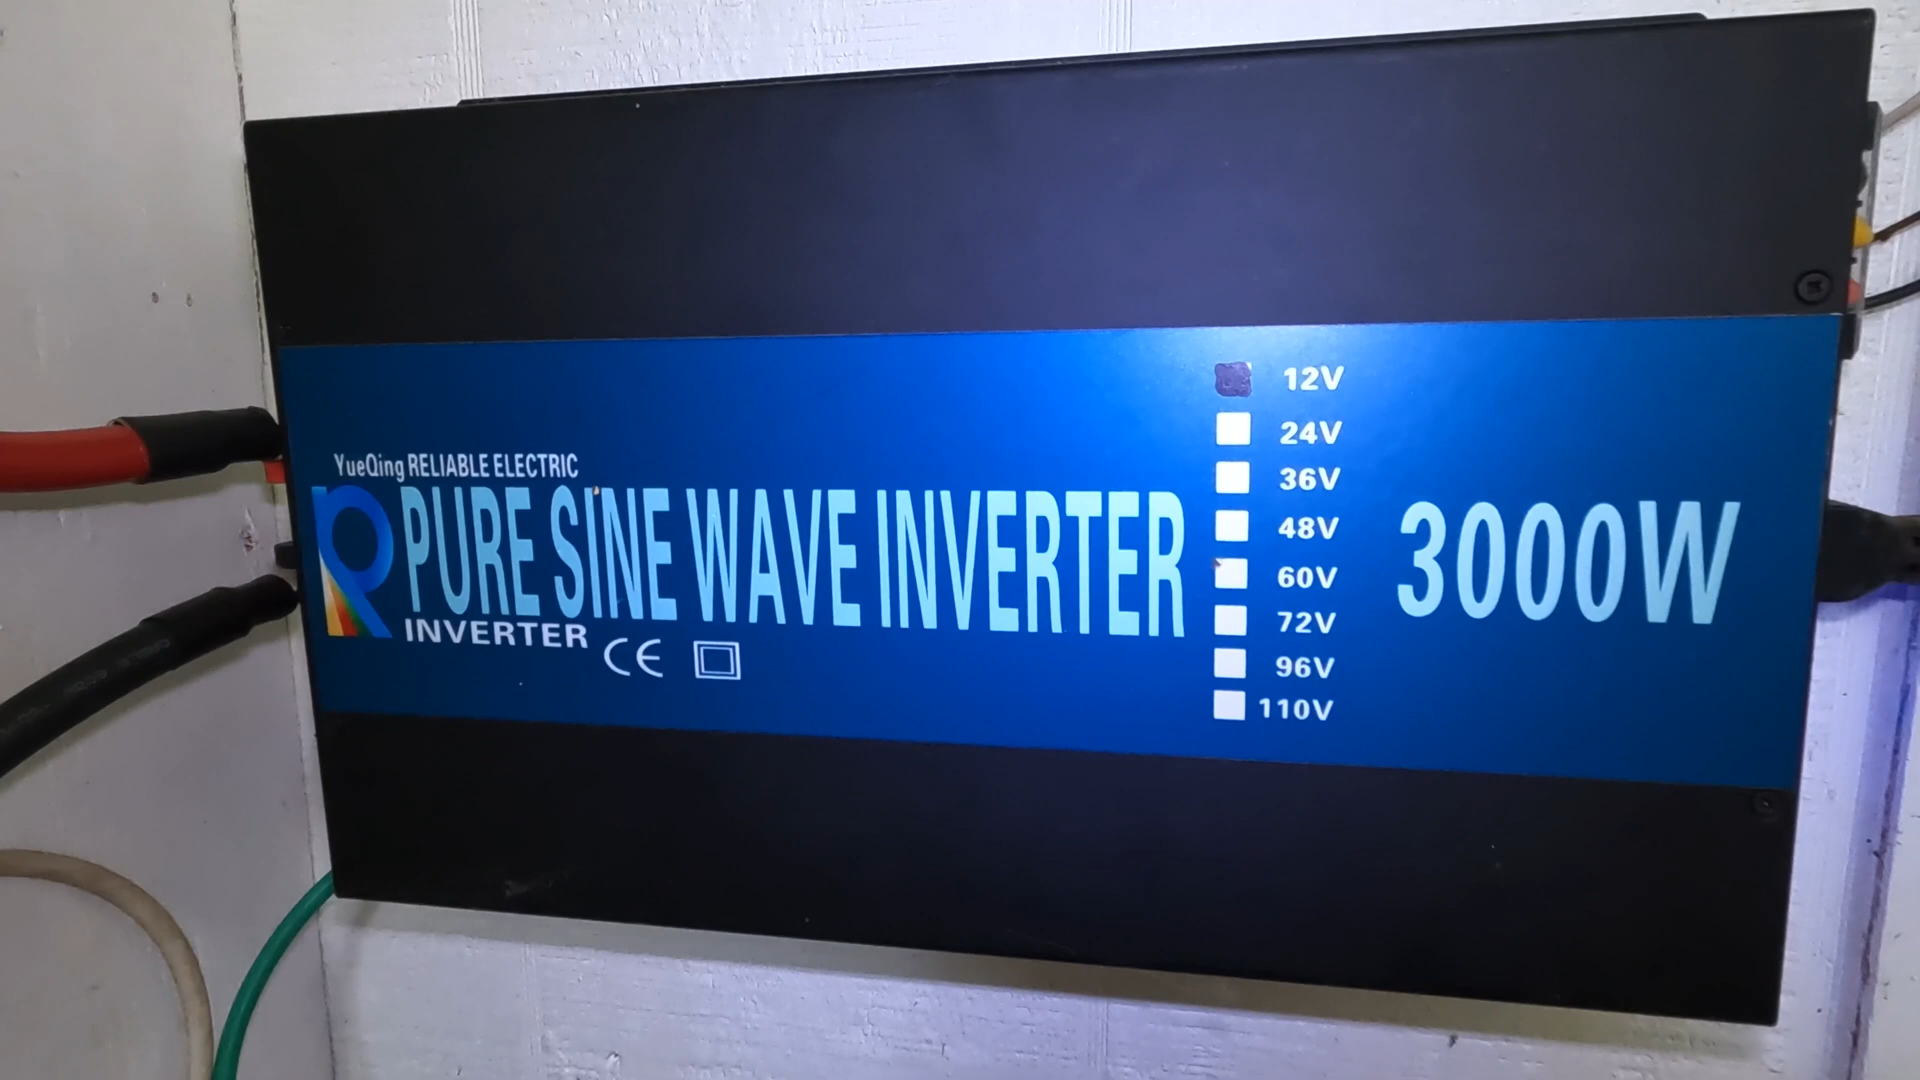 YueQing RELIABLE ELECTRIC
PURE SINE WAVE INVERTER
INVERTER
CE
12V
24V
36V
48V
60V
72V
96V
110V
3000W